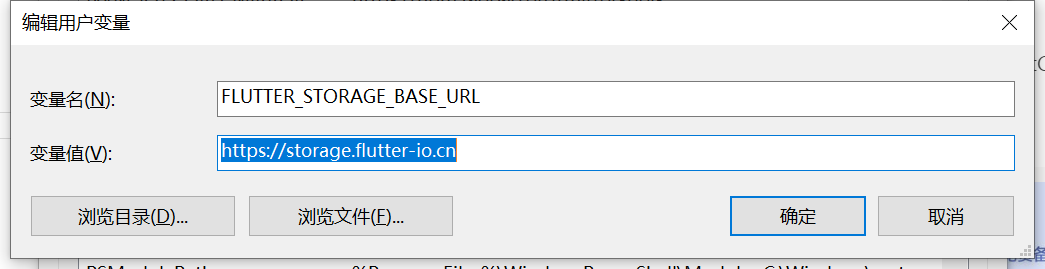 编辑用户变量
变量名(N):
FLUTTER_STORAGE_BASE_URL
变量值(V):
https://storage.flutter-io.cn
浏览目录(D)...
浏览文件(F)...
确定
取消